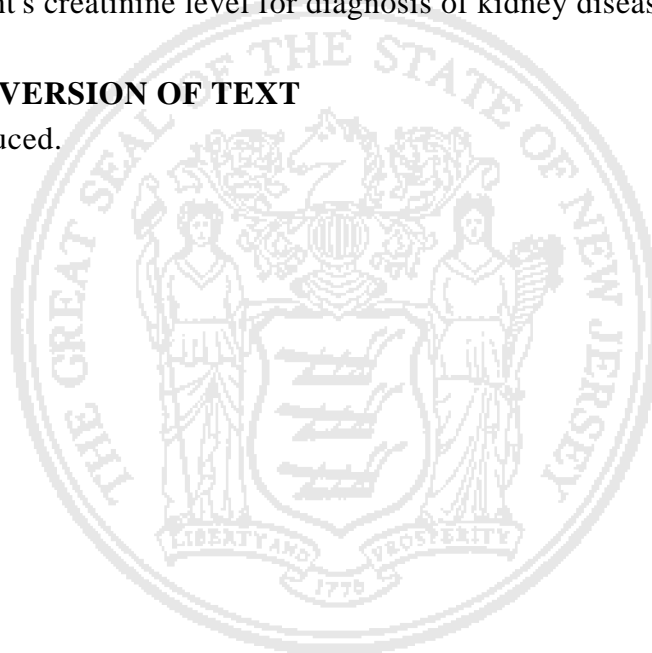 nt's creatinine level for diagnosis of kidney diseas
VERSION OF TEXT
uced.
THE GREAT SEAL OF THE STATE OF NEW JERSEY
LIBERTY AND PROSPERITY
1776